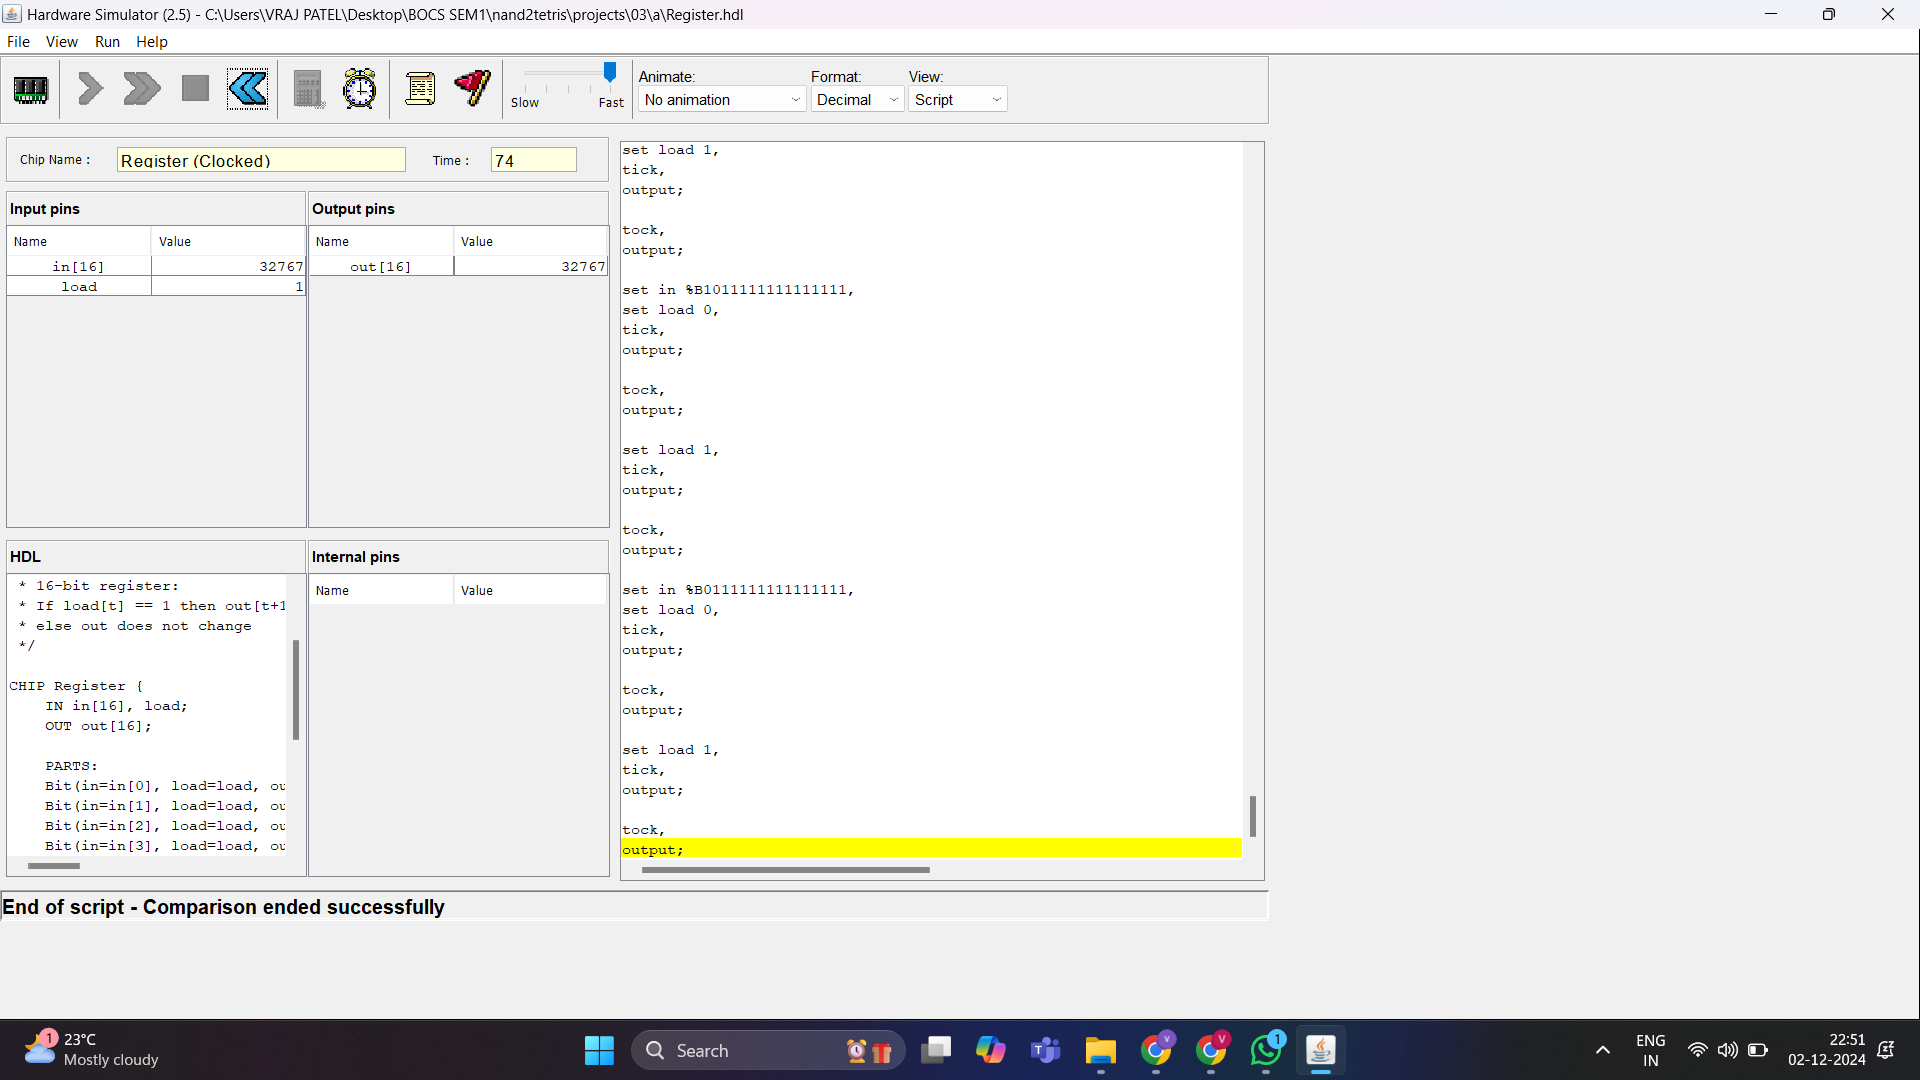 Hardware Simulator (2.5) - C:\Users\VRAJ PATEL\Desktop\BOCS SEM1\nand2tetris\projects\03\a\Register.hdl
File View Run Help
Slow Fast
Animate: Format: View:
No animation Decimal Script
Chip Name : Register (Clocked) Time : 74
Input pins
Name Value
in[16] 32767
load 1
Output pins
Name Value
out[16] 32767
HDL
* 16-bit register:
* If load[t] == 1 then out[t+1
* else out does not change
*/
CHIP Register {
IN in[16], load;
OUT out[16];
PARTS:
Bit(in=in[0], load=load, ou
Bit(in=in[1], load=load, ou
Bit(in=in[2], load=load, ou
Bit(in=in[3], load=load, ou
Internal pins
Name Value
set load 1,
tick,
output;
tock,
output;
set in %B1011111111111111,
set load 0,
tick,
output;
tock,
output;
set load 1,
tick,
output;
tock,
output;
set in %B0111111111111111,
set load 0,
tick,
output;
tock,
output;
set load 1,
tick,
output;
tock,
output;
End of script - Comparison ended successfully
1
23°C
Mostly cloudy
Search
V
V
1
ENG
IN
22:51
02-12-2024